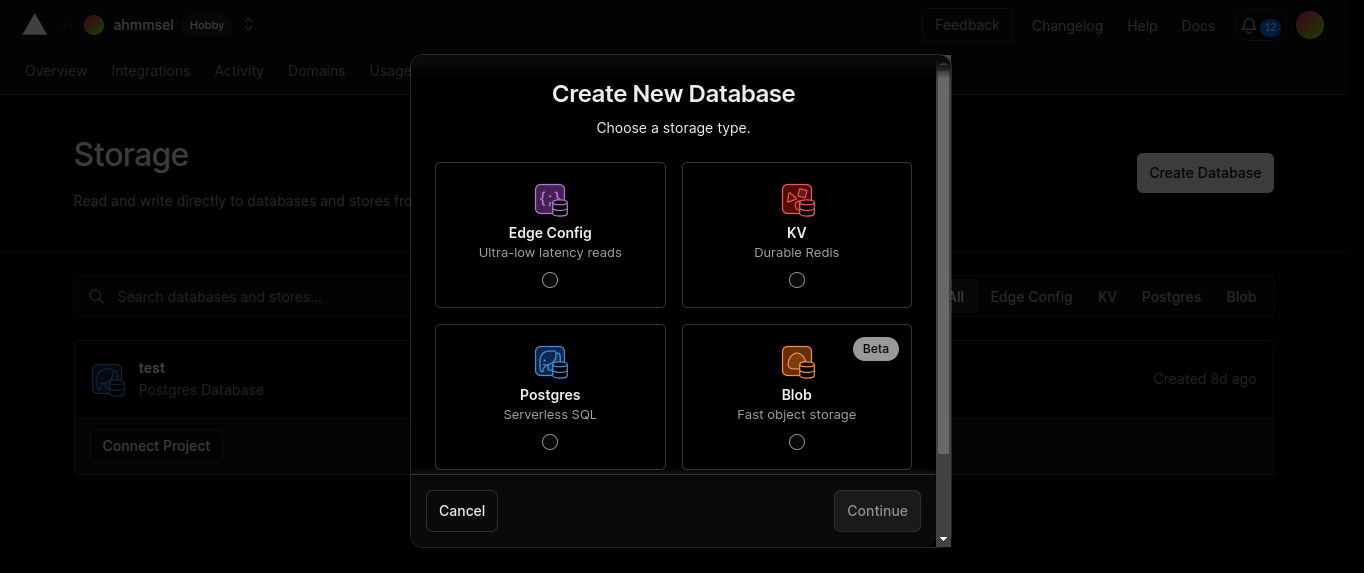 ahmmsel Hobby Feedback Changelog Help Docs 12
Overview Integrations Activity Domains Usage
Create New Database
Choose a storage type.
Storage
Create Database
Read and write directly to databases and stores fro
Edge Config
Ultra-low latency reads
KV
Durable Redis
Search databases and stores...
All Edge Config KV Postgres Blob
Postgres
Serverless SQL
Beta
Blob
Fast object storage
test
Postgres Database
Created 8d ago
Connect Project
Cancel
Continue